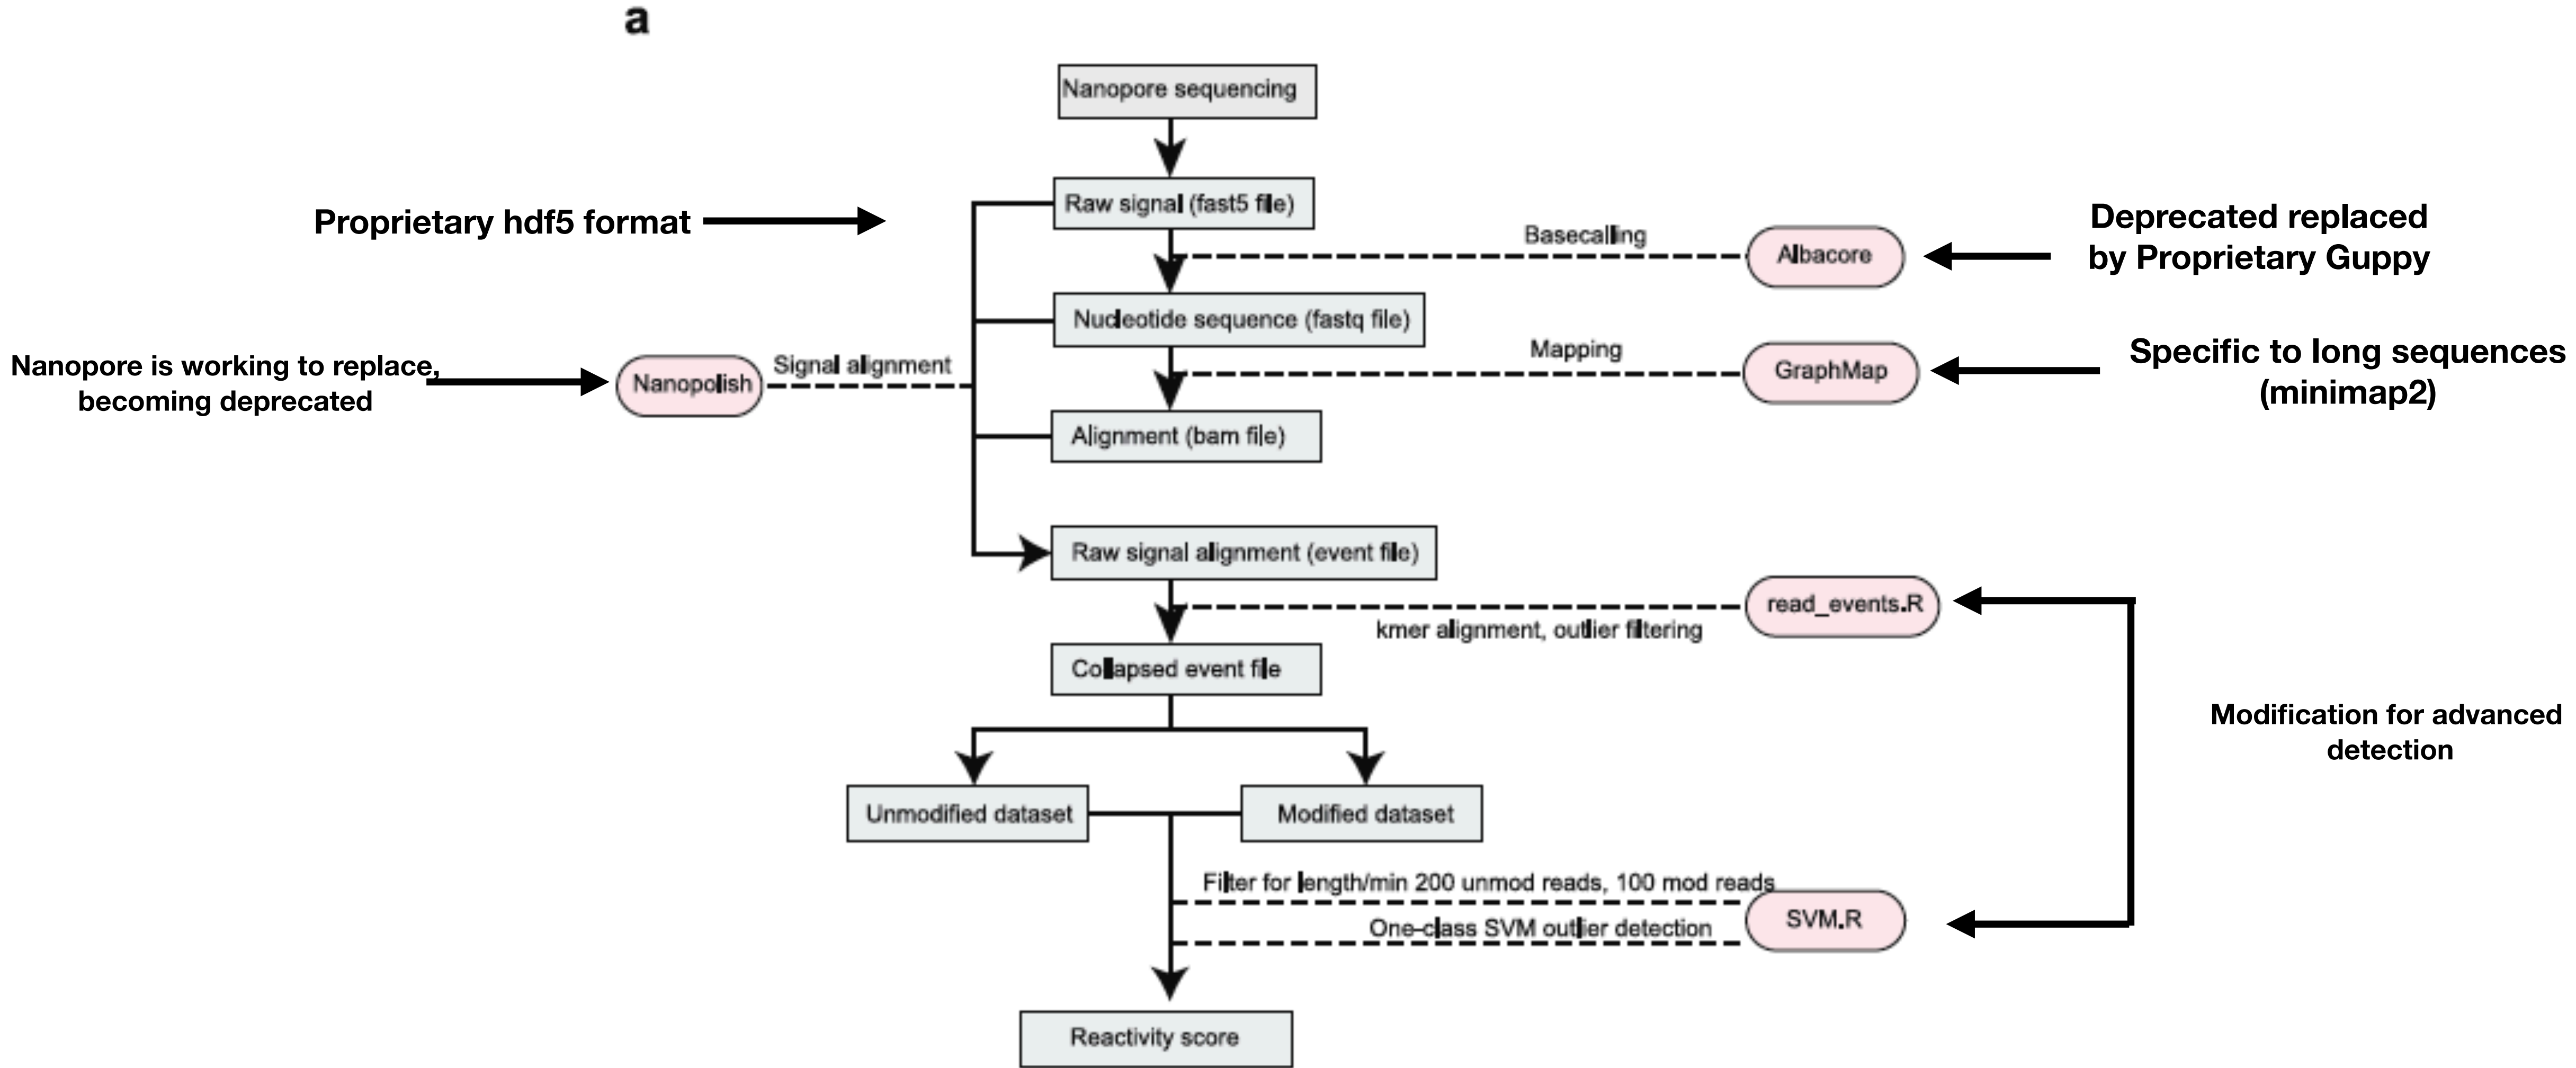 a
Nanopore sequencing
Raw signal (fast5 file)
Proprietary hdf5 format
Basecalling
Albacore
Deprecated replaced
by Proprietary Guppy
Nucleotide sequence (fastq file)
Mapping
GraphMap
Specific to long sequences
(minimap2)
Nanopore is working to replace,
becoming deprecated
Nanopolish
Signal alignment
Alignment (bam file)
Raw signal alignment (event file)
read_events.R
kmer alignment, outlier filtering
Collapsed event file
Modification for advanced
detection
Unmodified dataset
Modified dataset
Filter for length/min 200 unmod reads, 100 mod reads
One-class SVM outlier detection
SVM.R
Reactivity score